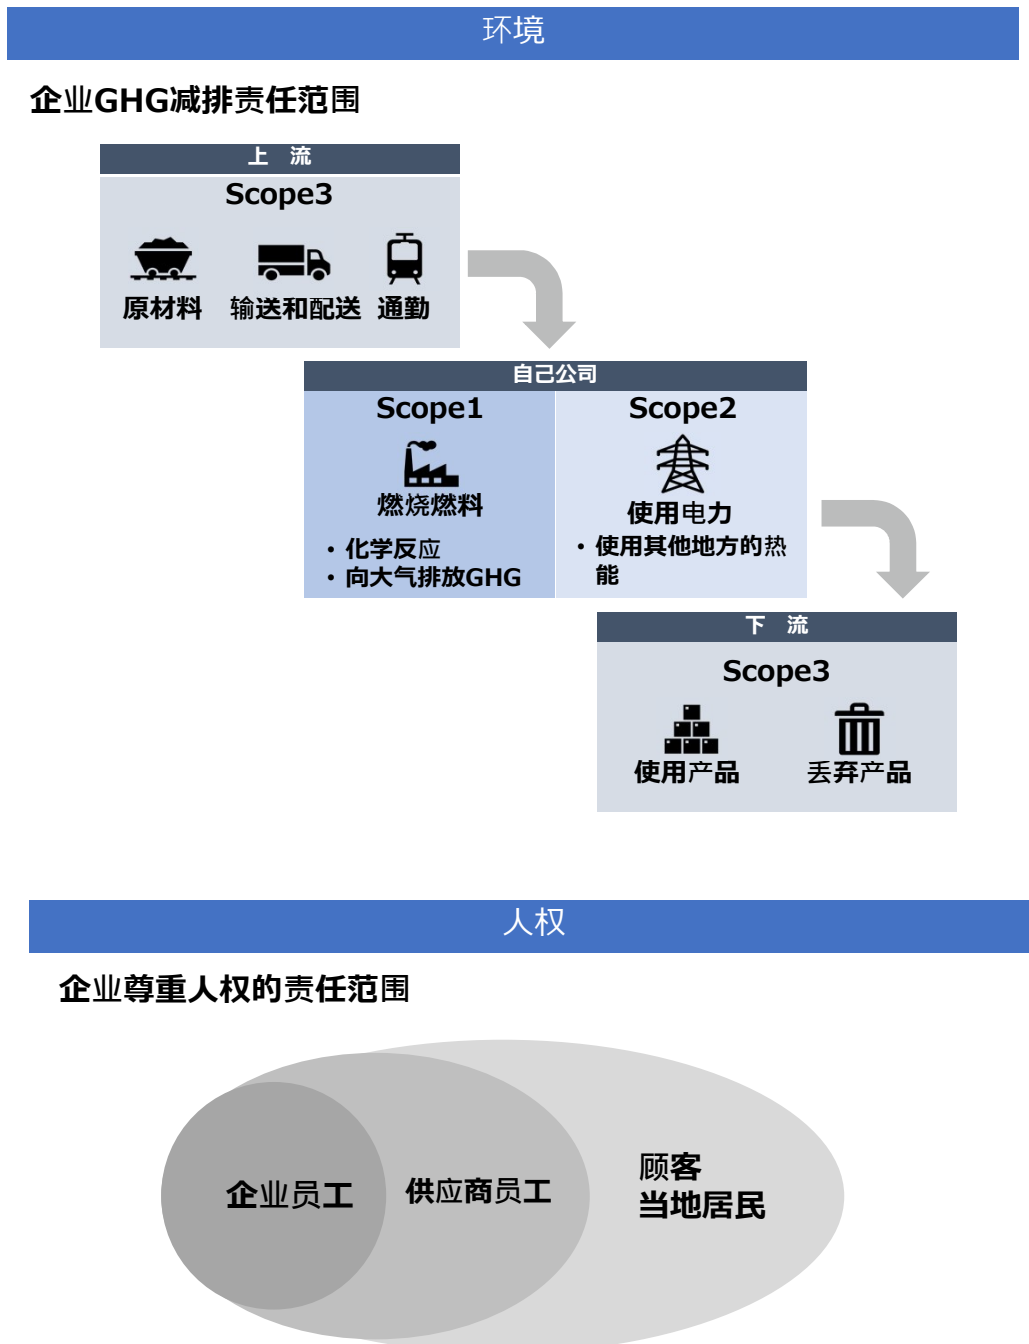 环境
企业GHG减排责任范围
上 流
Scope3
原材料 输送和配送 通勤
自己公司
Scope1
燃烧燃料
・化学反应
・向大气排放GHG
Scope2
使用电力
・使用其他地方的热
能
下 流
Scope3
使用产品 丢弃产品
人权
企业尊重人权的责任范围
企业员工
供应商员工
顾客
当地居民